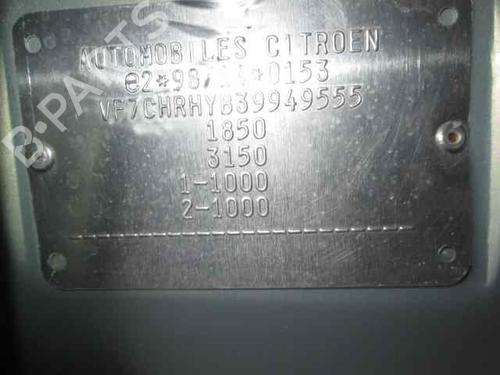 AUTOMOBILES CITROEN
e2*98/14*0153
VF7CHRHYB39949555
1850
3150
1-1000
2-1000
B-PARTS